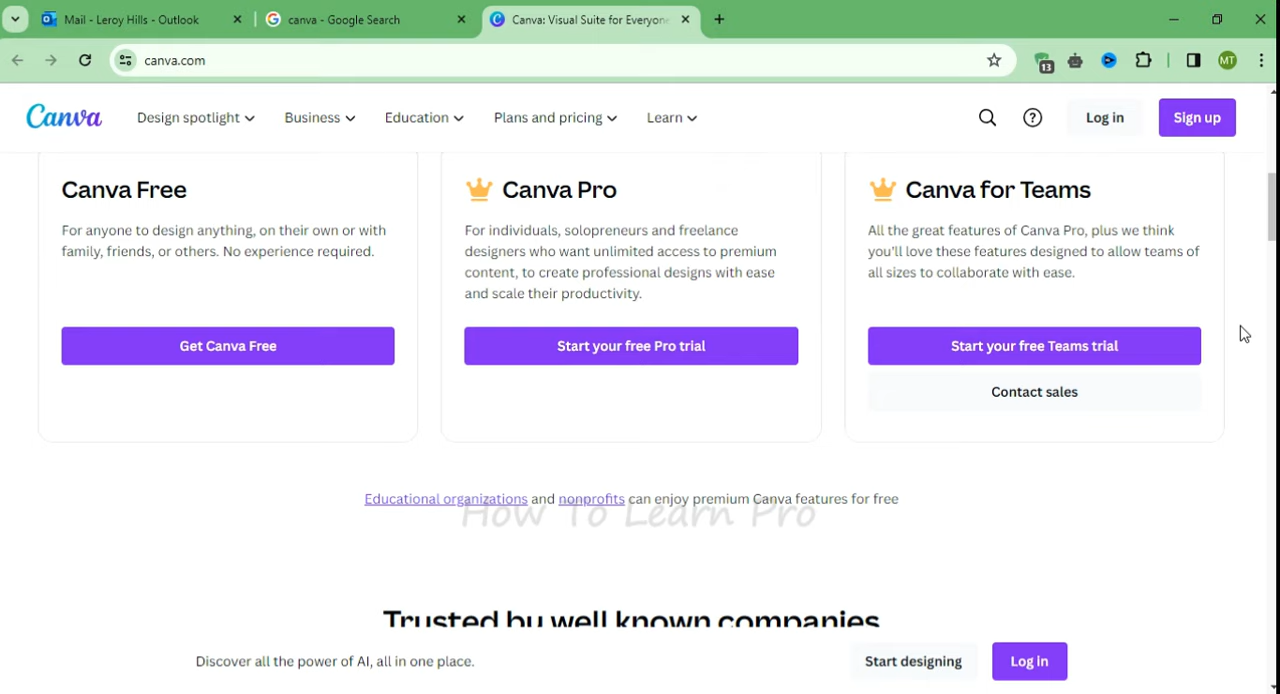 Mail - Leroy Hills - Outlook
canva - Google Search
Canva: Visual Suite for Everyone
canva.com
13
MT
Canva
Design spotlight
Business
Education
Plans and pricing
Learn
Log in
Sign up
Canva Free
For anyone to design anything, on their own or with
family, friends, or others. No experience required.
Get Canva Free
Canva Pro
For individuals, solopreneurs and freelance
designers who want unlimited access to premium
content, to create professional designs with ease
and scale their productivity.
Start your free Pro trial
Canva for Teams
All the great features of Canva Pro, plus we think
you'll love these features designed to allow teams of
all sizes to collaborate with ease.
Start your free Teams trial
Contact sales
Educational organizations and nonprofits can enjoy premium Canva features for free
How To Learn Pro
Trusted by well known companies
Discover all the power of AI, all in one place.
Start designing
Log in